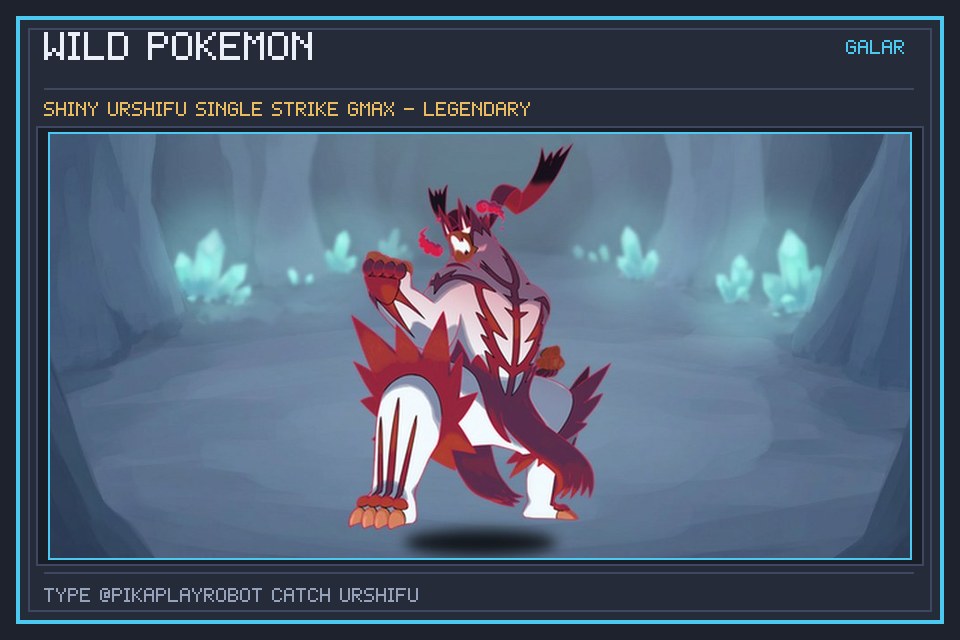 WILD POKEMON
GALAR
SHINY URSHIFU SINGLE STRIKE GMAX – LEGENDARY
TYPE @PIKAPLAYROBOT CATCH URSHIFU